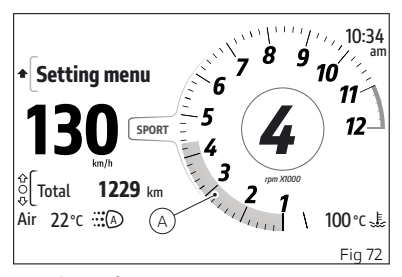 10:34
am
Setting menu
130
km/h
SPORT
1
2
3
4
5
6
7
8
9
10
11
12
4
rpm X1000
Total 1229 km
Air 22°C (A)
A
100°C
Fig 72